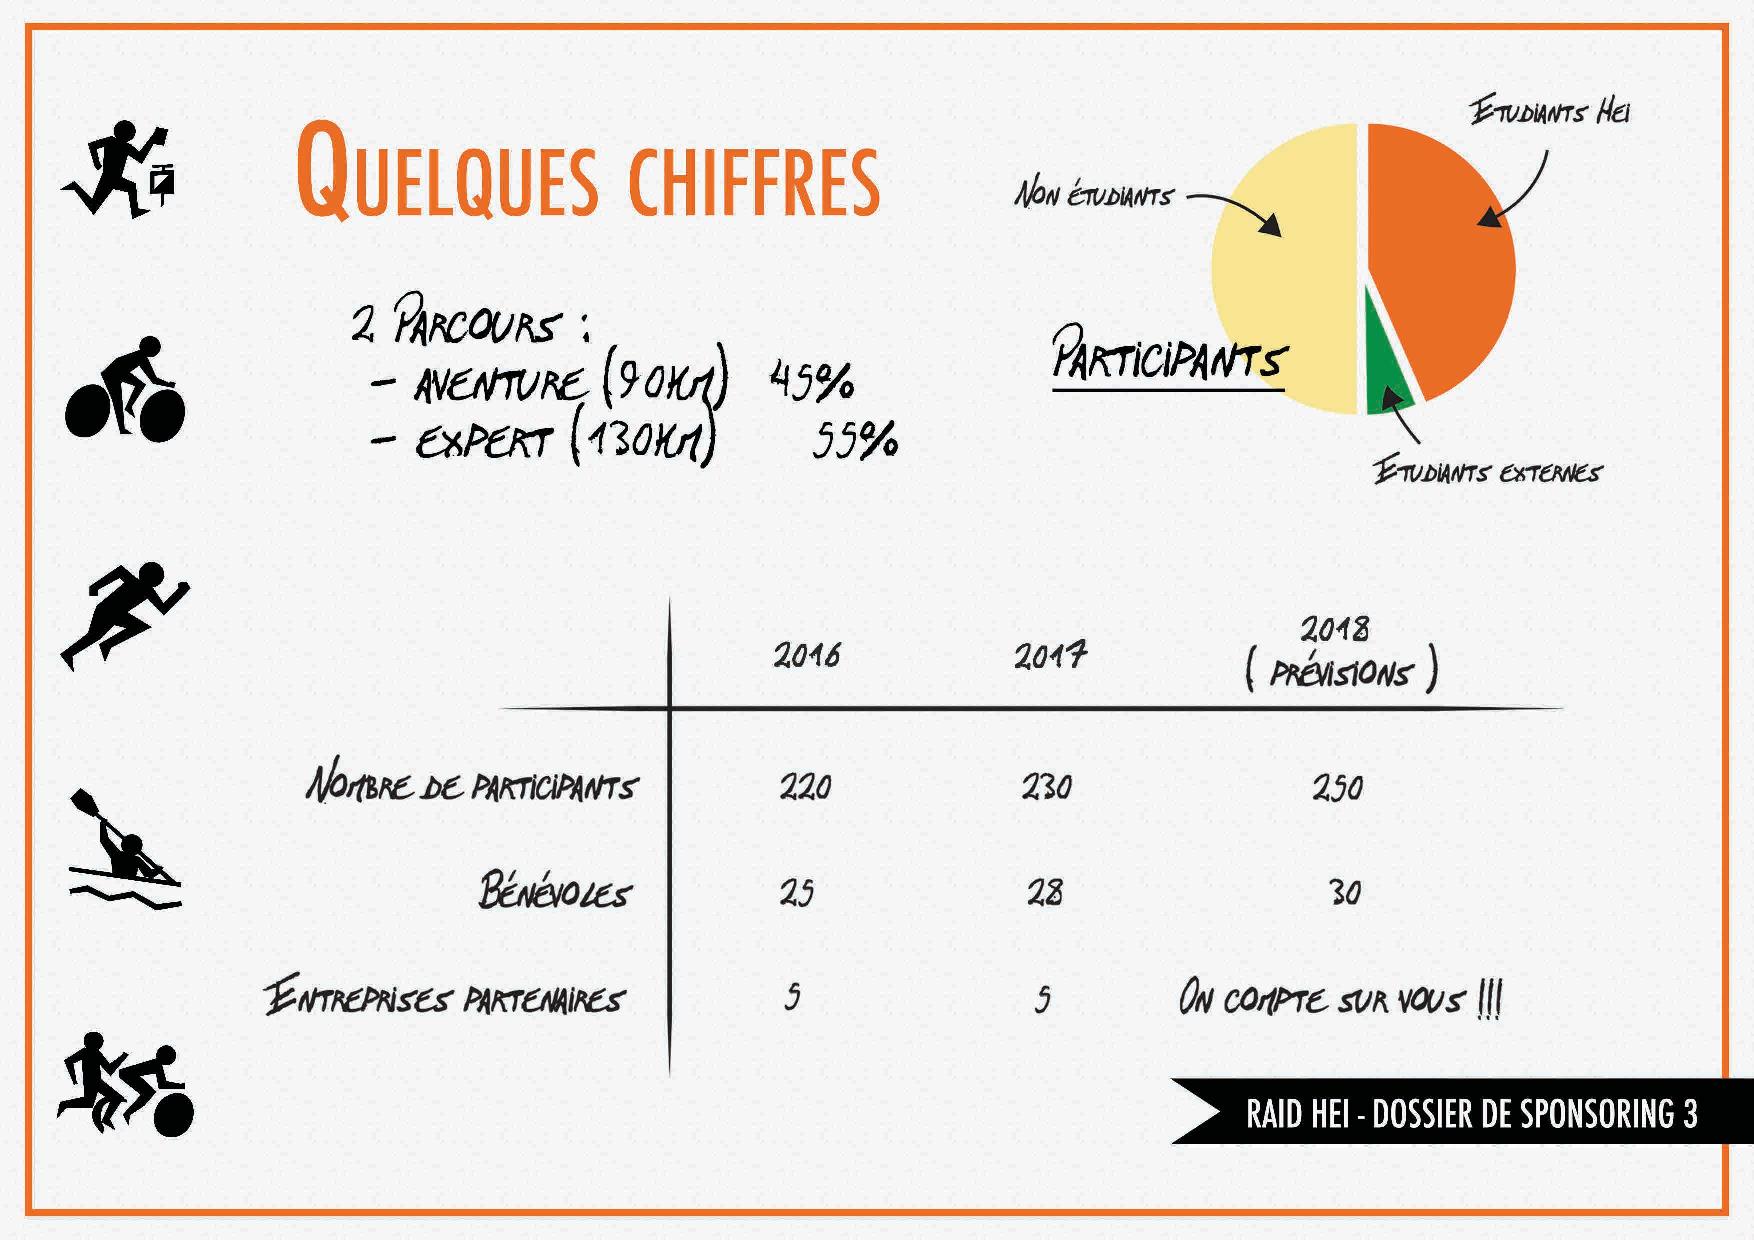 Quelques chiffres
2 Parcours :
- Aventure (90km) 45%
- Expert (130km) 55%
Etudiants Hei
Non étudiants
Participants
Etudiants externes
2016 2017 2018
( prévisions )
Nombre de participants 220 230 250
Bénévoles 25 28 30
Entreprises partenaires 5 5 On compte sur vous !!!
RAID HEI - DOSSIER DE SPONSORING 3